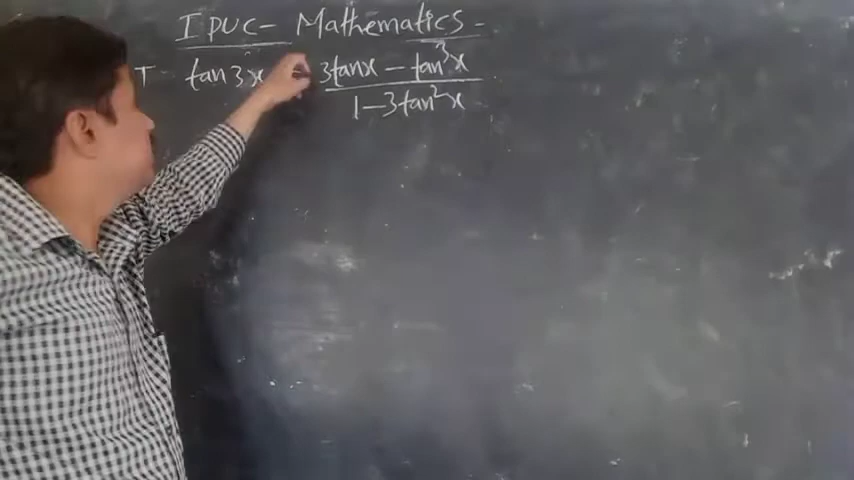 I PUC - Mathematics -
T tan 3x = 3tanx - tan³x / 1-3tan²x